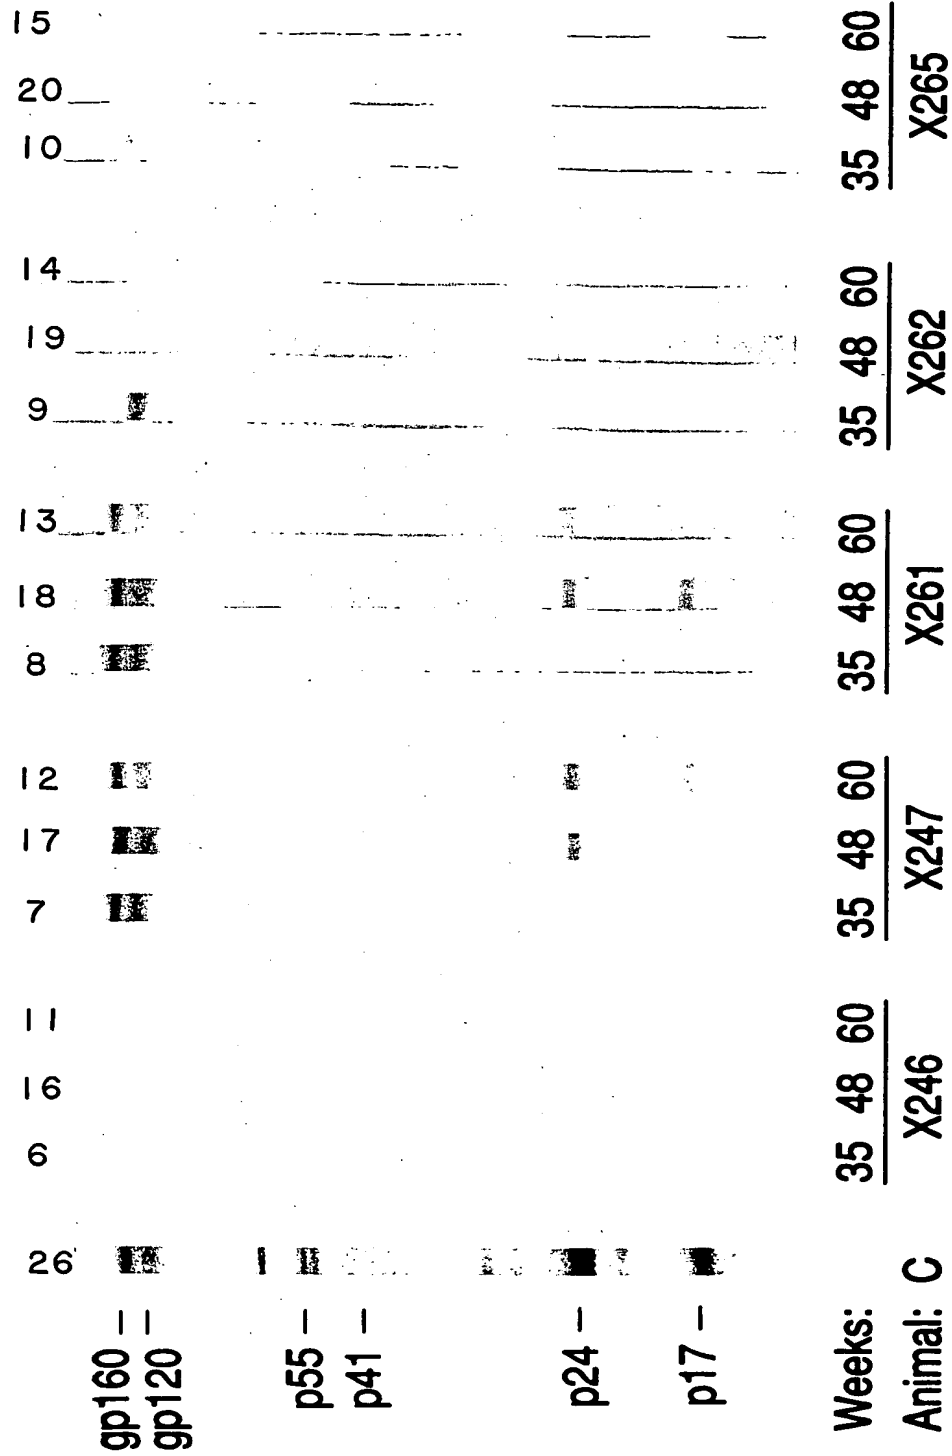 26 6 16 11 7 17 12 8 18 13 9 19 14 10 20 15
gp160 –
gp120 –
p55 –
p41 –
p24 –
p17 –
Weeks: 35 48 60 35 48 60 35 48 60 35 48 60 35 48 60
Animal: C X246 X247 X261 X262 X265